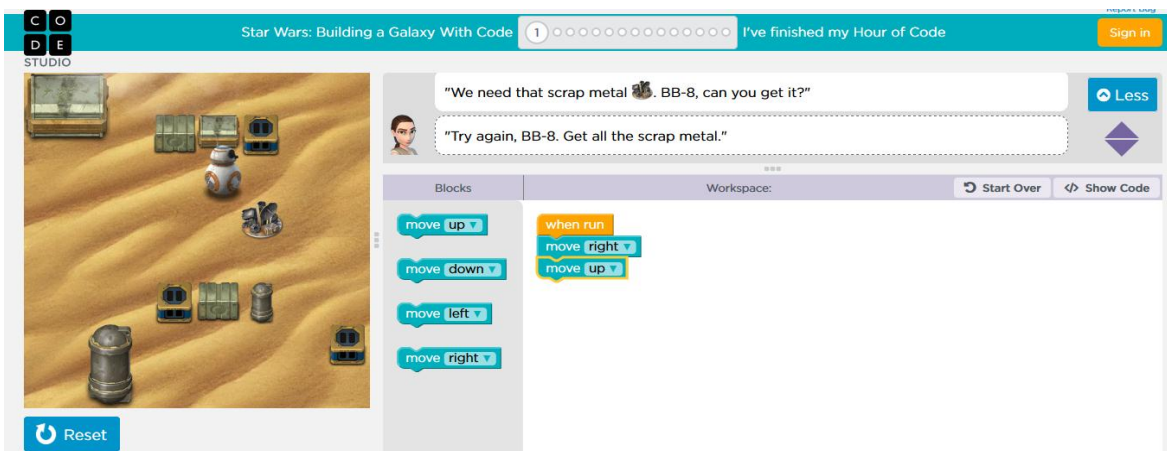 Report Bug
C O
D E
STUDIO
Star Wars: Building a Galaxy With Code
1
I've finished my Hour of Code
Sign in
"We need that scrap metal . BB-8, can you get it?"
Less
"Try again, BB-8. Get all the scrap metal."
Blocks
Workspace:
Start Over
</> Show Code
move up
move down
move left
move right
when run
move right
move up
Reset